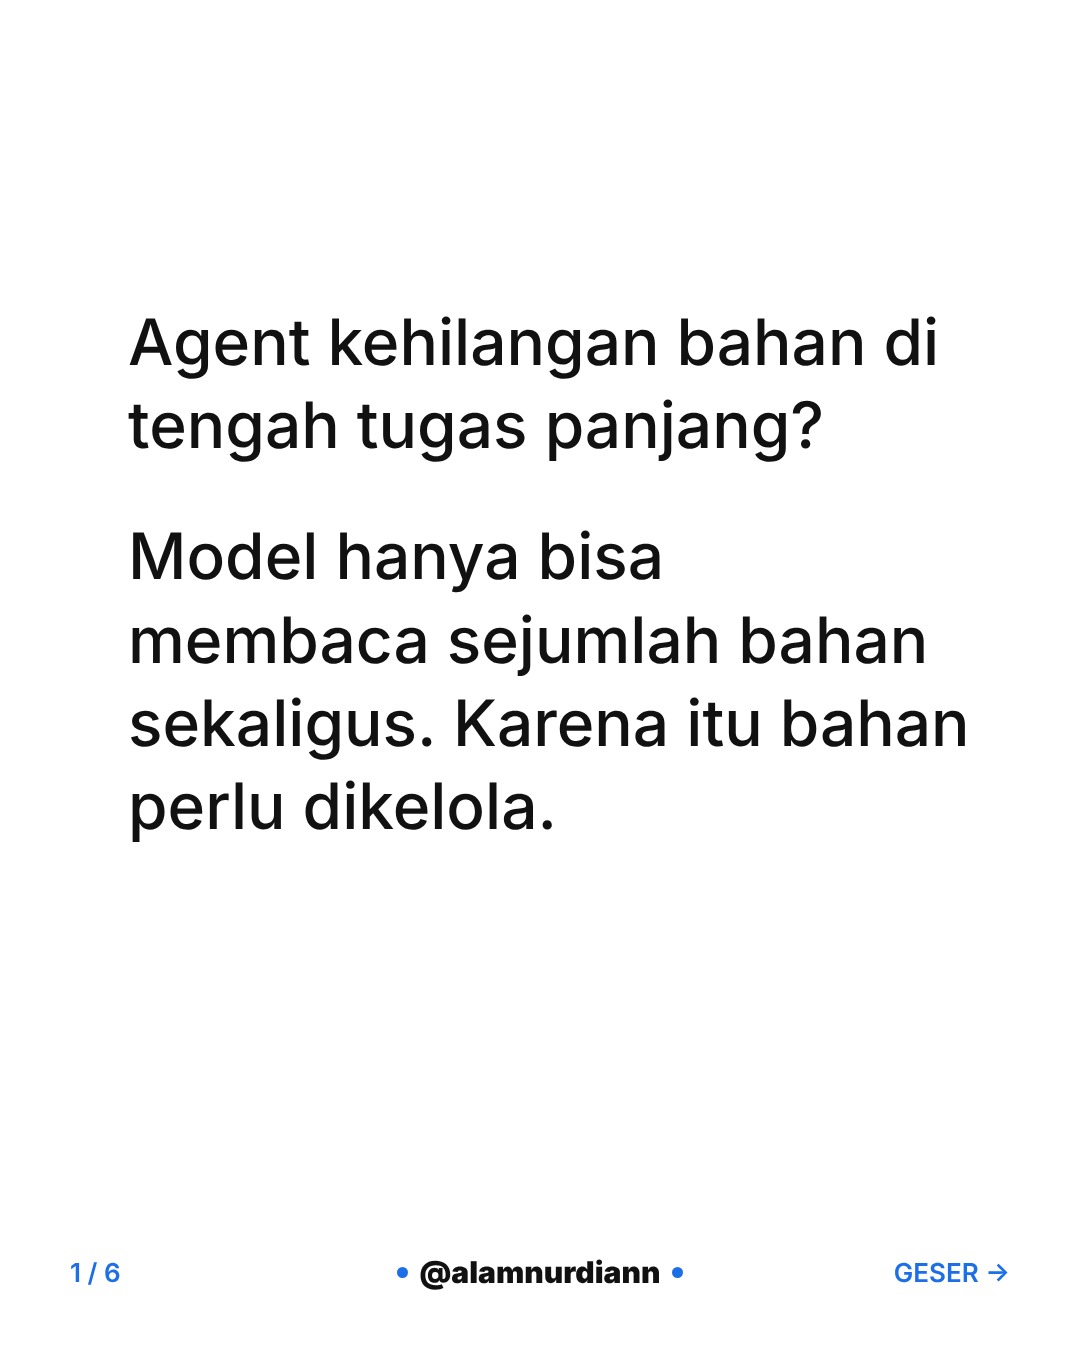 Agent kehilangan bahan di
tengah tugas panjang?
Model hanya bisa
membaca sejumlah bahan
sekaligus. Karena itu bahan
perlu dikelola.
1 / 6
• @alamnurdiann •
GESER →